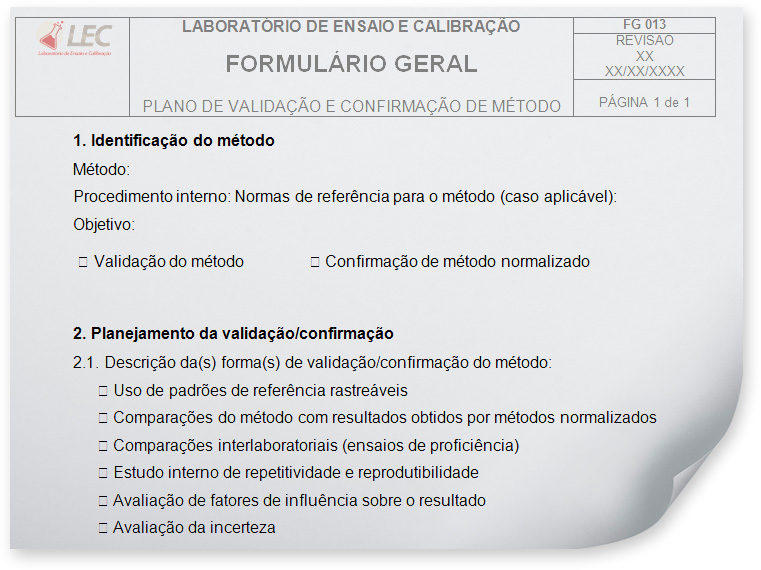 LEC
Laboratório de Ensaio e Calibração
LABORATÓRIO DE ENSAIO E CALIBRAÇÃO
FORMULÁRIO GERAL
PLANO DE VALIDAÇÃO E CONFIRMAÇÃO DE MÉTODO
FG 013
REVISAO
XX
XX/XX/XXXX
PÁGINA 1 de 1
1. Identificação do método
Método:
Procedimento interno: Normas de referência para o método (caso aplicável):
Objetivo:
□ Validação do método □ Confirmação de método normalizado
2. Planejamento da validação/confirmação
2.1. Descrição da(s) forma(s) de validação/confirmação do método:
□ Uso de padrões de referência rastreáveis
□ Comparações do método com resultados obtidos por métodos normalizados
□ Comparações interlaboratoriais (ensaios de proficiência)
□ Estudo interno de repetitividade e reprodutibilidade
□ Avaliação de fatores de influência sobre o resultado
□ Avaliação da incerteza